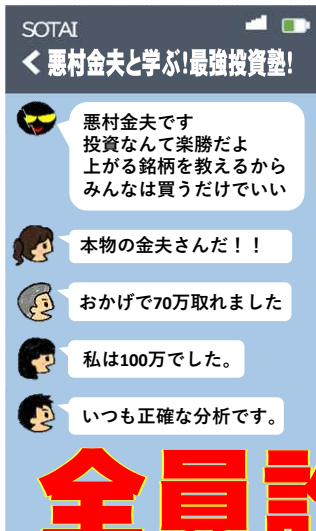 SOTAI
悪村金夫と学ぶ!最強投資塾!
悪村金夫です
投資なんて楽勝だよ
上がる銘柄を教えるから
みんなは買うだけでいい
本物の金夫さんだ！！
おかげで70万取れました
私は100万でした。
いつも正確な分析です。
全員